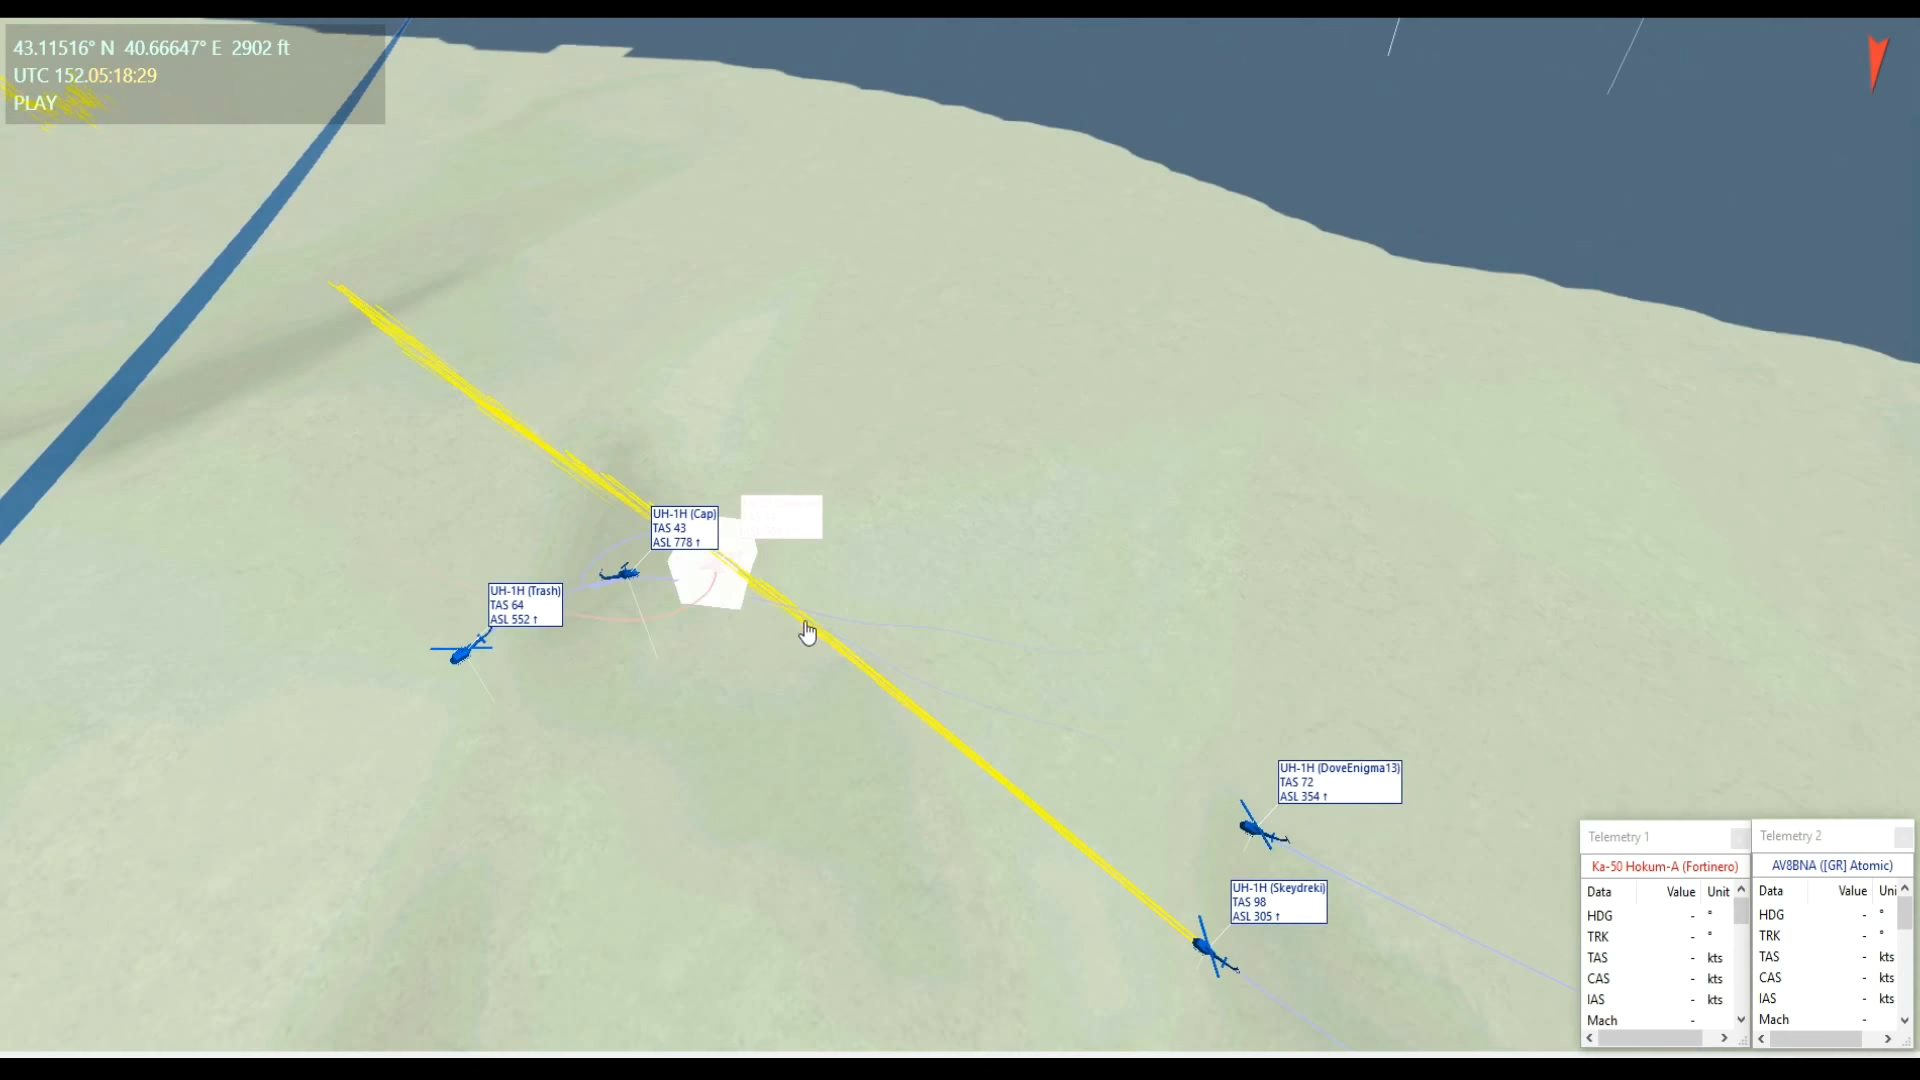 43.11516° N 40.66647° E 2902 ft
UTC 152.05:18:29
PLAY
UH-1H (Cap)
TAS 43
ASL 778 ↑
UH-1H (Trash)
TAS 64
ASL 552 ↑
UH-1H (DoveEnigma13)
TAS 72
ASL 354 ↑
UH-1H (Skeydreki)
TAS 98
ASL 305 ↑
Telemetry 1
Ka-50 Hokum-A (Fortinero)
Data Value Unit
HDG - °
TRK - °
TAS - kts
CAS - kts
IAS - kts
Mach -
Telemetry 2
AV8BNA ([GR] Atomic)
Data Value Uni
HDG - °
TRK - °
TAS - kts
CAS - kts
IAS - kts
Mach -